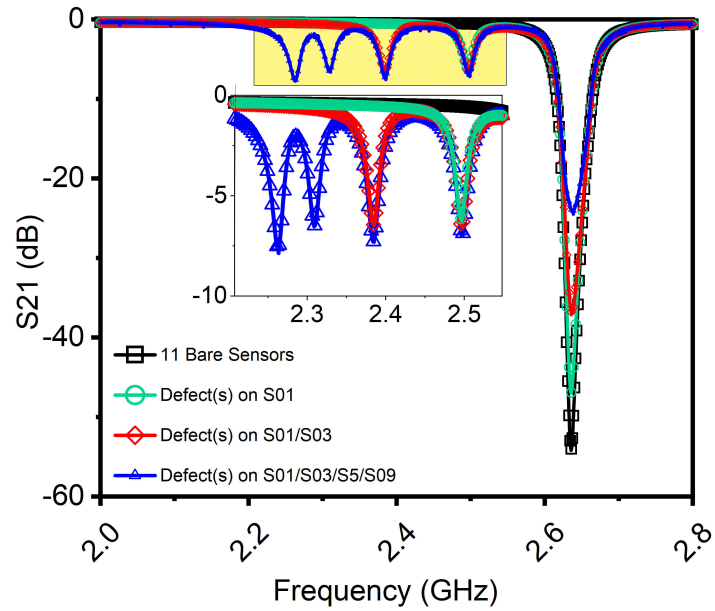 0
-20
-40
-60
S21 (dB)
0
-5
-10
2.3
2.4
2.5
11 Bare Sensors
Defect(s) on S01
Defect(s) on S01/S03
Defect(s) on S01/S03/S5/S09
2.0
2.2
2.4
2.6
2.8
Frequency (GHz)